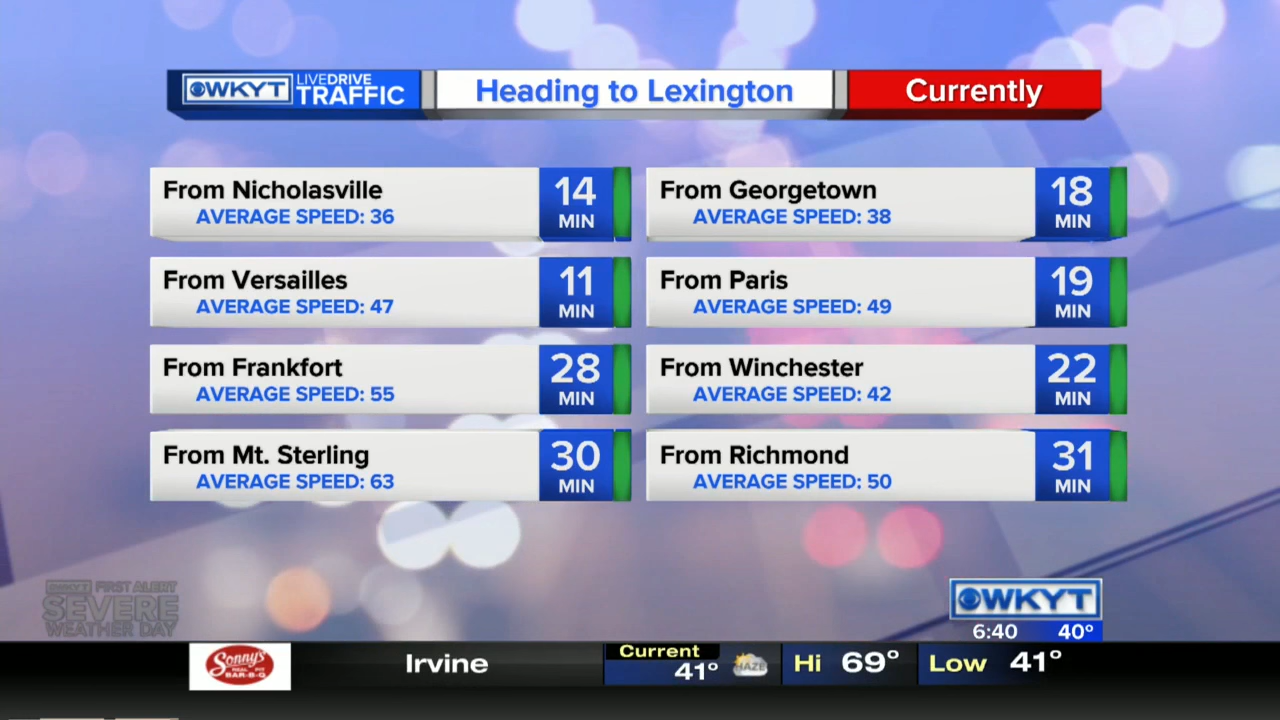 WKYT LIVEDRIVE TRAFFIC
Heading to Lexington
Currently
From Nicholasville
AVERAGE SPEED: 36
14
MIN
From Georgetown
AVERAGE SPEED: 38
18
MIN
From Versailles
AVERAGE SPEED: 47
11
MIN
From Paris
AVERAGE SPEED: 49
19
MIN
From Frankfort
AVERAGE SPEED: 55
28
MIN
From Winchester
AVERAGE SPEED: 42
22
MIN
From Mt. Sterling
AVERAGE SPEED: 63
30
MIN
From Richmond
AVERAGE SPEED: 50
31
MIN
WKYT FIRST ALERT
SEVERE
WEATHER DAY
WKYT
6:40 40°
Sonny's
REAL PIT
BAR-B-Q
Irvine
Current
41°
HAZE
Hi 69°
Low 41°